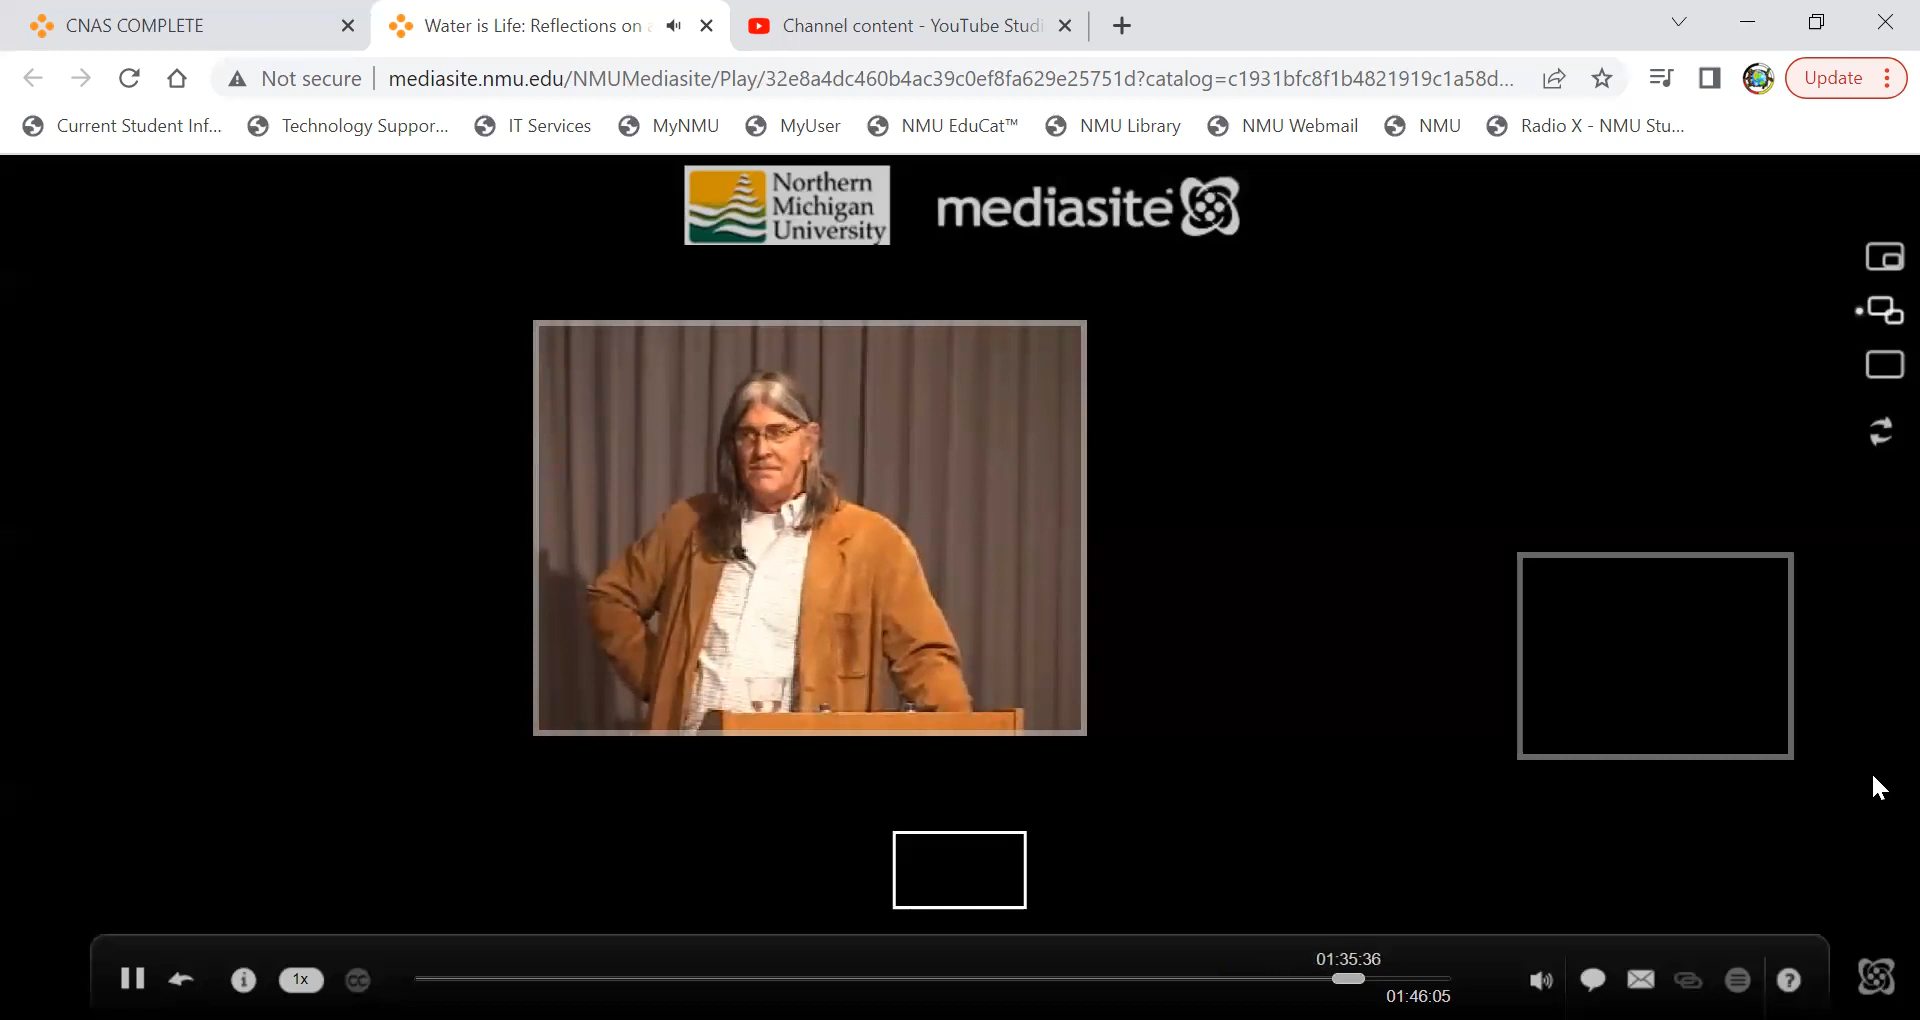 CNAS COMPLETE
Water is Life: Reflections on a
Channel content - YouTube Studi
Not secure
mediasite.nmu.edu/NMUMediasite/Play/32e8a4dc460b4ac39c0ef8fa629e25751d?catalog=c1931bfc8f1b4821919c1a58d...
Update
Current Student Inf...
Technology Suppor...
IT Services
MyNMU
MyUser
NMU EduCat™
NMU Library
NMU Webmail
NMU
Radio X - NMU Stu...
Northern
Michigan
University
mediasite
01:35:36
1x
CC
01:46:05